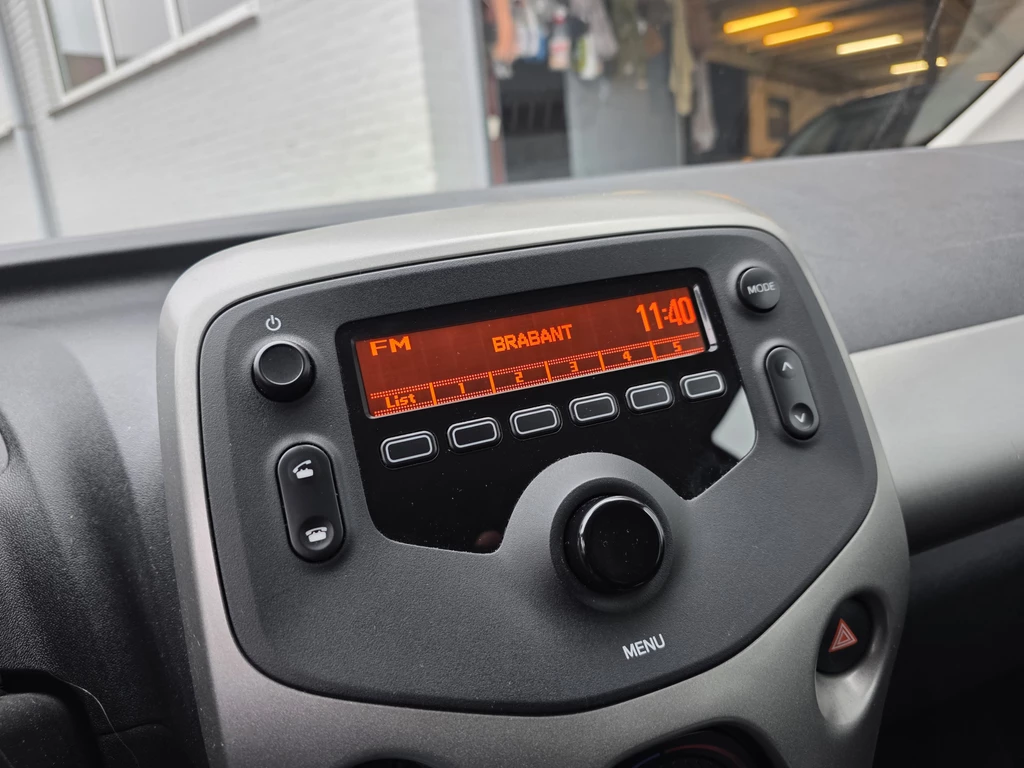 MODE
FM BRABANT 11:40
List 1 2 3 4 5
MENU